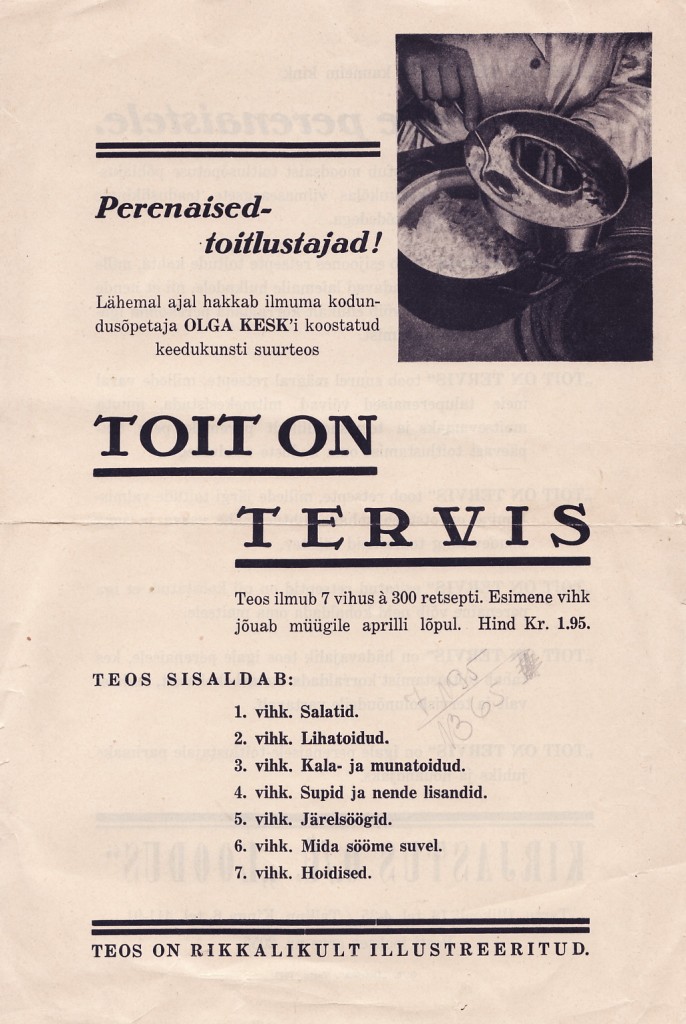 Perenaised-
toitlustajad!
Lähemal ajal hakkab ilmuma kodun-
dusõpetaja OLGA KESK'i koostatud
keedukunsti suurteos
TOIT ON
TERVIS
Teos ilmub 7 vihus à 300 retsepti. Esimene vihk
jõuab müügile aprilli lõpul. Hind Kr. 1.95.
TEOS SISALDAB:
1. vihk. Salatid.
2. vihk. Lihatoidud.
3. vihk. Kala- ja munatoidud.
4. vihk. Supid ja nende lisandid.
5. vihk. Järelsöögid.
6. vihk. Mida sööme suvel.
7. vihk. Hoidised.
7 195
1365
TEOS ON RIKKALIKULT ILLUSTREERITUD.